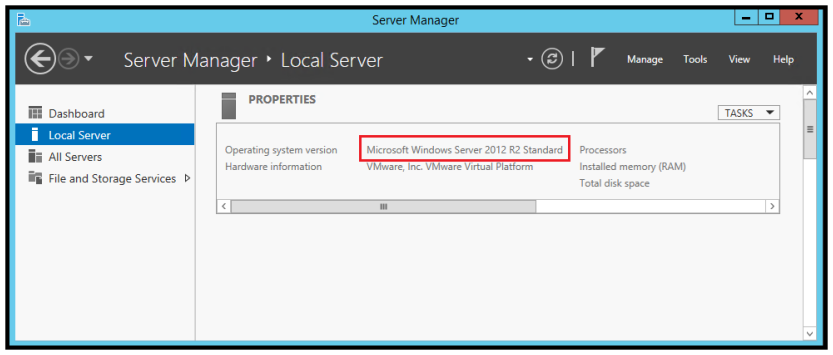 Server Manager
Server Manager • Local Server
Manage Tools View Help
Dashboard
Local Server
All Servers
File and Storage Services
PROPERTIES
TASKS
Operating system version Microsoft Windows Server 2012 R2 Standard Processors
Hardware information VMware, Inc. VMware Virtual Platform Installed memory (RAM)
Total disk space